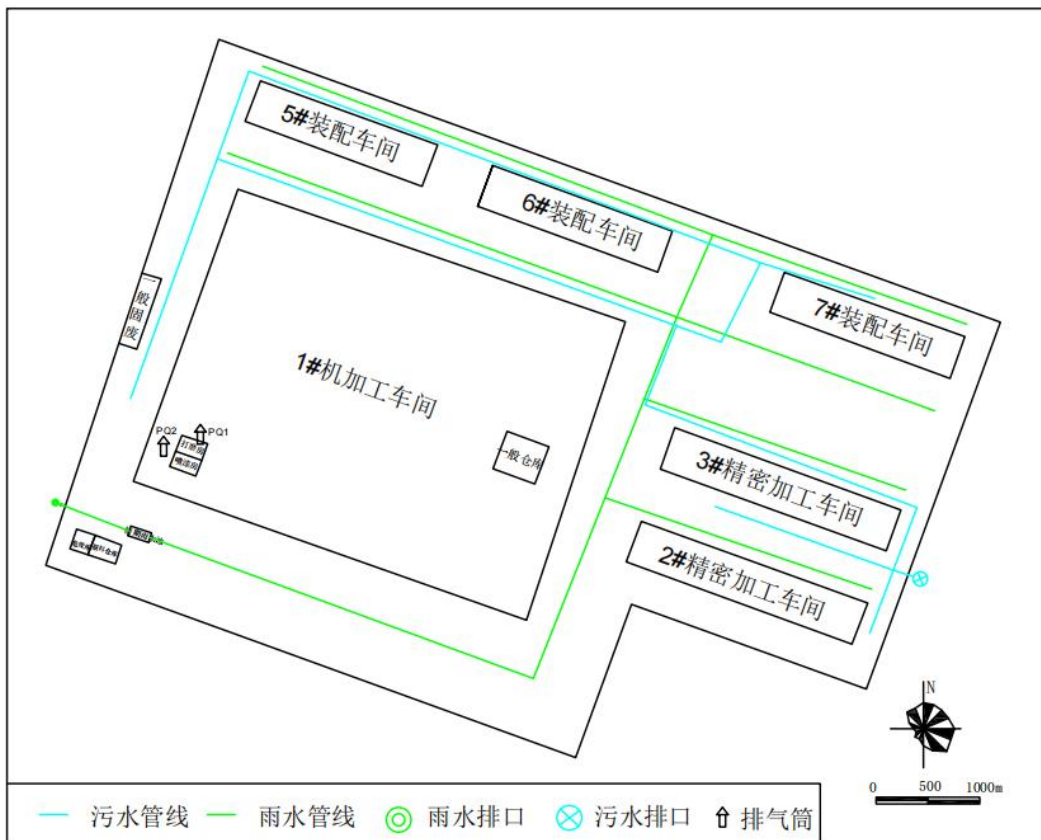 5#装配车间
6#装配车间
7#装配车间
一般固废
1#机加工车间
PQ2
PQ1
打磨房
喷漆房
一般仓库
3#精密加工车间
2#精密加工车间
N
0 500 1000m
污水管线 雨水管线 雨水排口 污水排口 排气筒